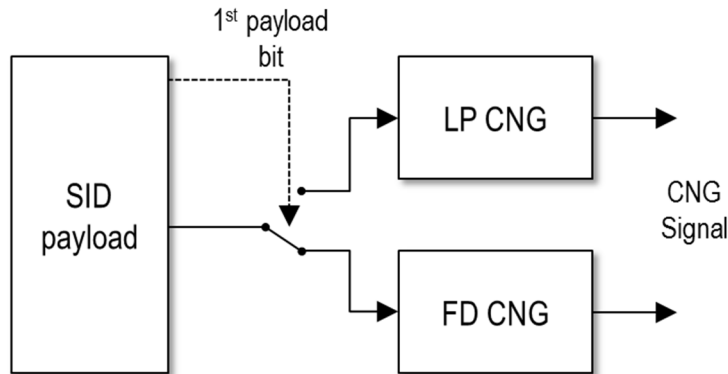 1st payload
bit
SID
payload
LP CNG
CNG
Signal
FD CNG